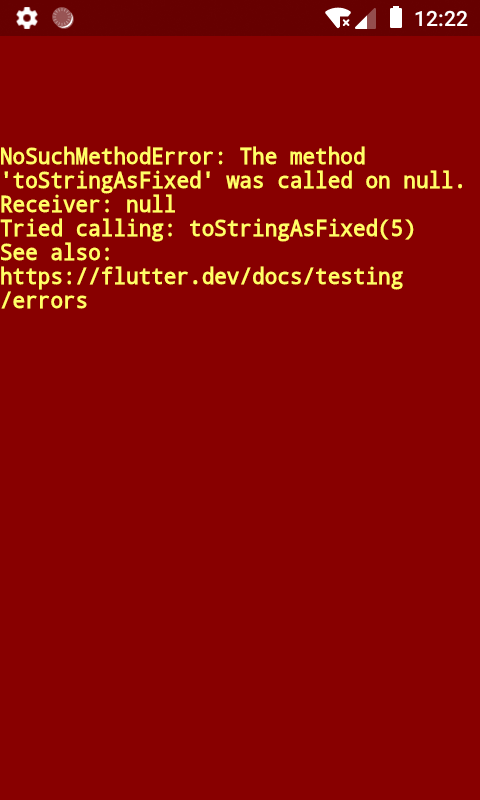 12:22
NoSuchMethodError: The method
'toStringAsFixed' was called on null.
Receiver: null
Tried calling: toStringAsFixed(5)
See also:
https://flutter.dev/docs/testing
/errors